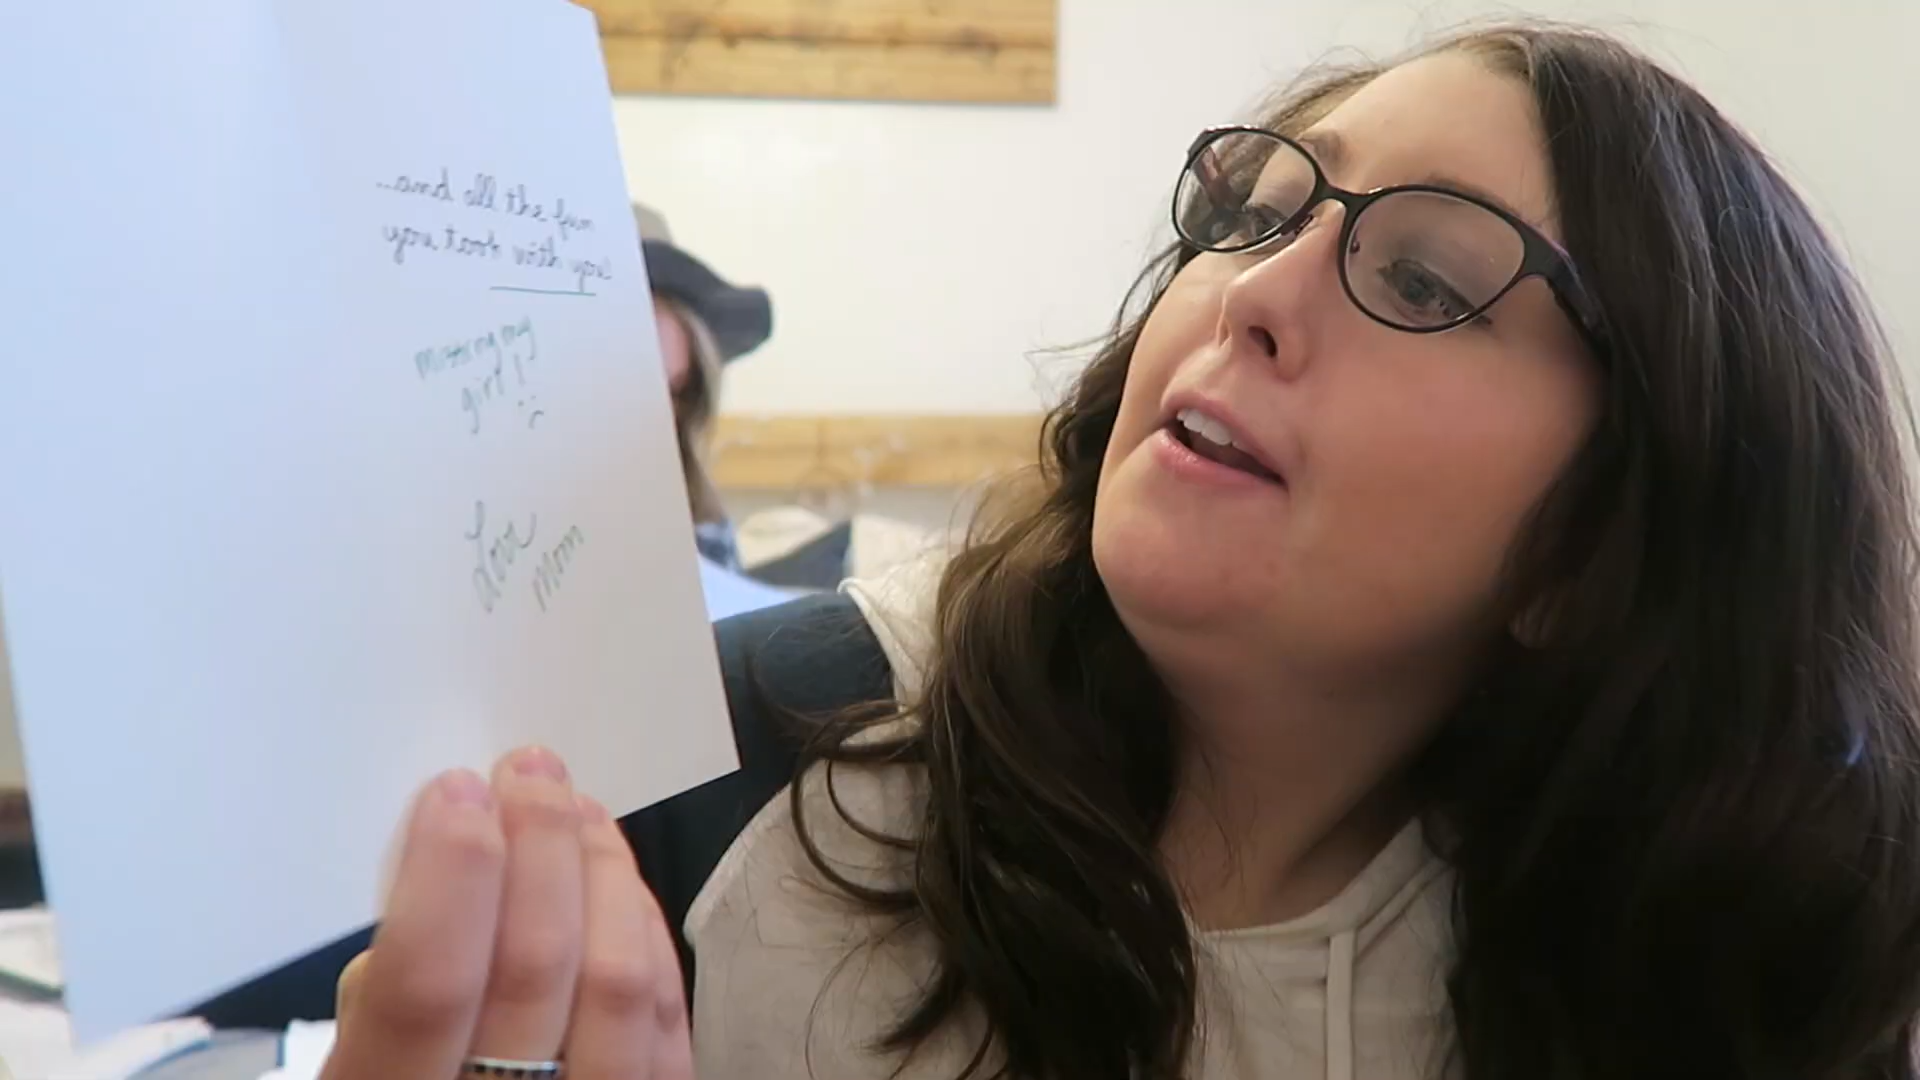 ...and all the fun
you took with you
missing my
girl! :(
Love
Mom